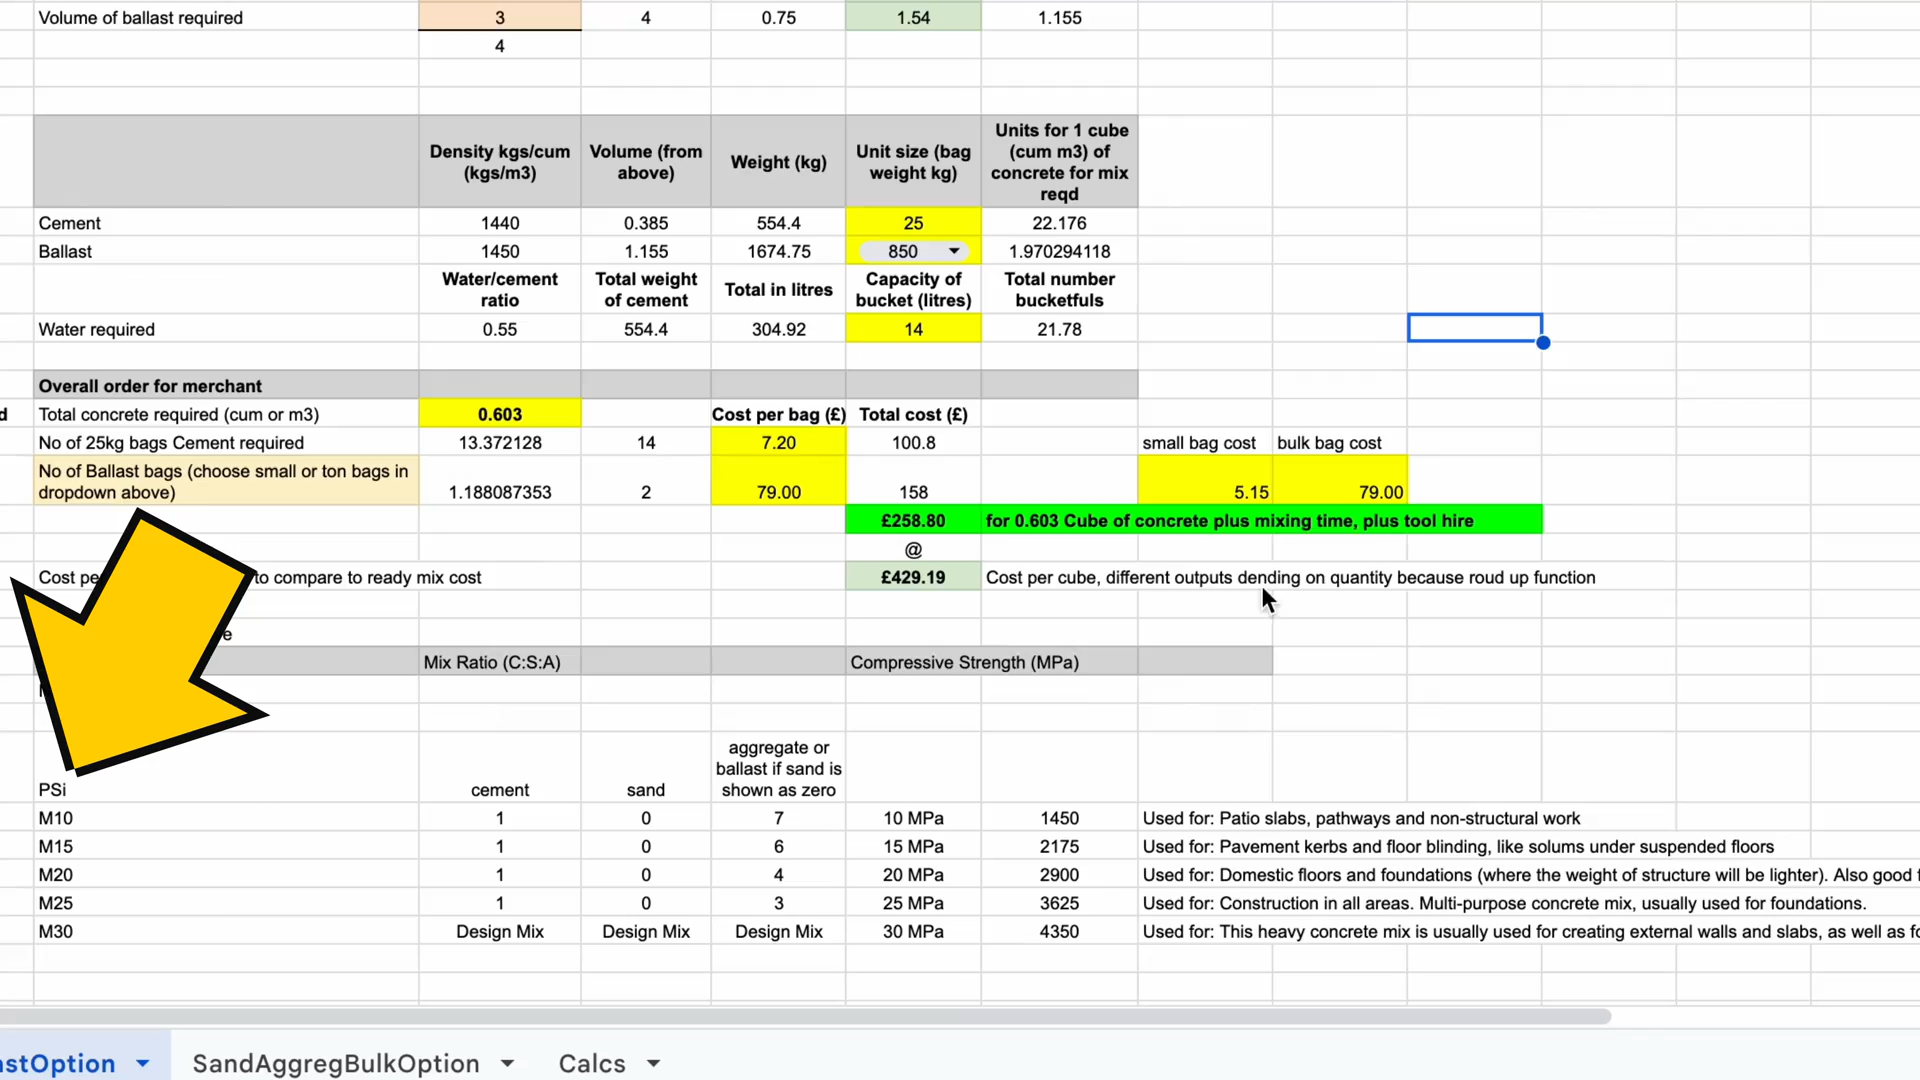 Volume of ballast required 3 4 0.75 1.54 1.155
4
Density kgs/cum (kgs/m3) Volume (from above) Weight (kg) Unit size (bag weight kg) Units for 1 cube (cum m3) of concrete for mix reqd
Cement 1440 0.385 554.4 25 22.176
Ballast 1450 1.155 1674.75 850 1.970294118
Water/cement ratio Total weight of cement Total in litres Capacity of bucket (litres) Total number bucketfuls
Water required 0.55 554.4 304.92 14 21.78
Overall order for merchant
d Total concrete required (cum or m3) 0.603 Cost per bag (£) Total cost (£)
No of 25kg bags Cement required 13.372128 14 7.20 100.8 small bag cost bulk bag cost
No of Ballast bags (choose small or ton bags in dropdown above) 1.188087353 2 79.00 158 5.15 79.00
£258.80 for 0.603 Cube of concrete plus mixing time, plus tool hire
@
Cost pe to compare to ready mix cost £429.19 Cost per cube, different outputs dending on quantity because roud up function
e
Mix Ratio (C:S:A) Compressive Strength (MPa)
PSi cement sand aggregate or ballast if sand is shown as zero
M10 1 0 7 10 MPa 1450 Used for: Patio slabs, pathways and non-structural work
M15 1 0 6 15 MPa 2175 Used for: Pavement kerbs and floor blinding, like solums under suspended floors
M20 1 0 4 20 MPa 2900 Used for: Domestic floors and foundations (where the weight of structure will be lighter). Also good f
M25 1 0 3 25 MPa 3625 Used for: Construction in all areas. Multi-purpose concrete mix, usually used for foundations.
M30 Design Mix Design Mix Design Mix 30 MPa 4350 Used for: This heavy concrete mix is usually used for creating external walls and slabs, as well as fo
astOption SandAggregBulkOption Calcs